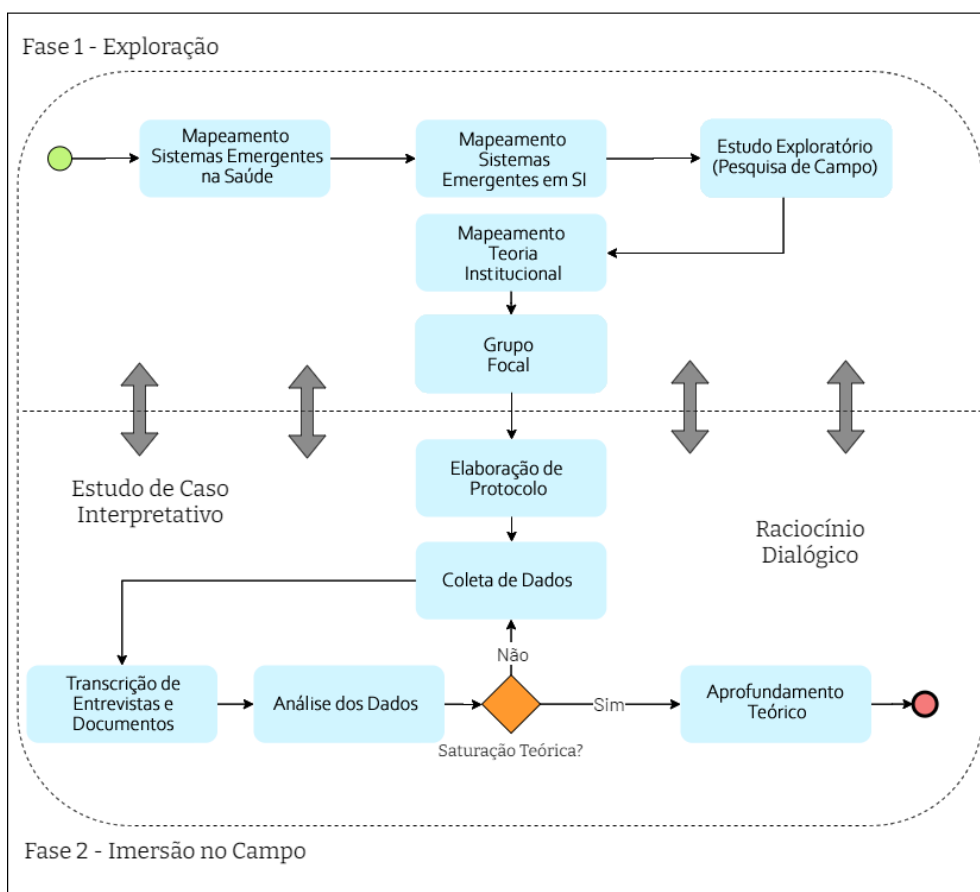 Fase 1 - Exploração
Mapeamento
Sistemas Emergentes
na Saúde
Mapeamento
Sistemas
Emergentes em SI
Estudo Exploratório
(Pesquisa de Campo)
Mapeamento
Teoria
Institucional
Grupo
Focal
Elaboração de
Protocolo
Estudo de Caso
Interpretativo
Raciocínio
Dialógico
Coleta de Dados
Não
Transcrição de
Entrevistas e
Documentos
Análise dos Dados
Sim
Aprofundamento
Teórico
Saturação Teórica?
Fase 2 - Imersão no Campo